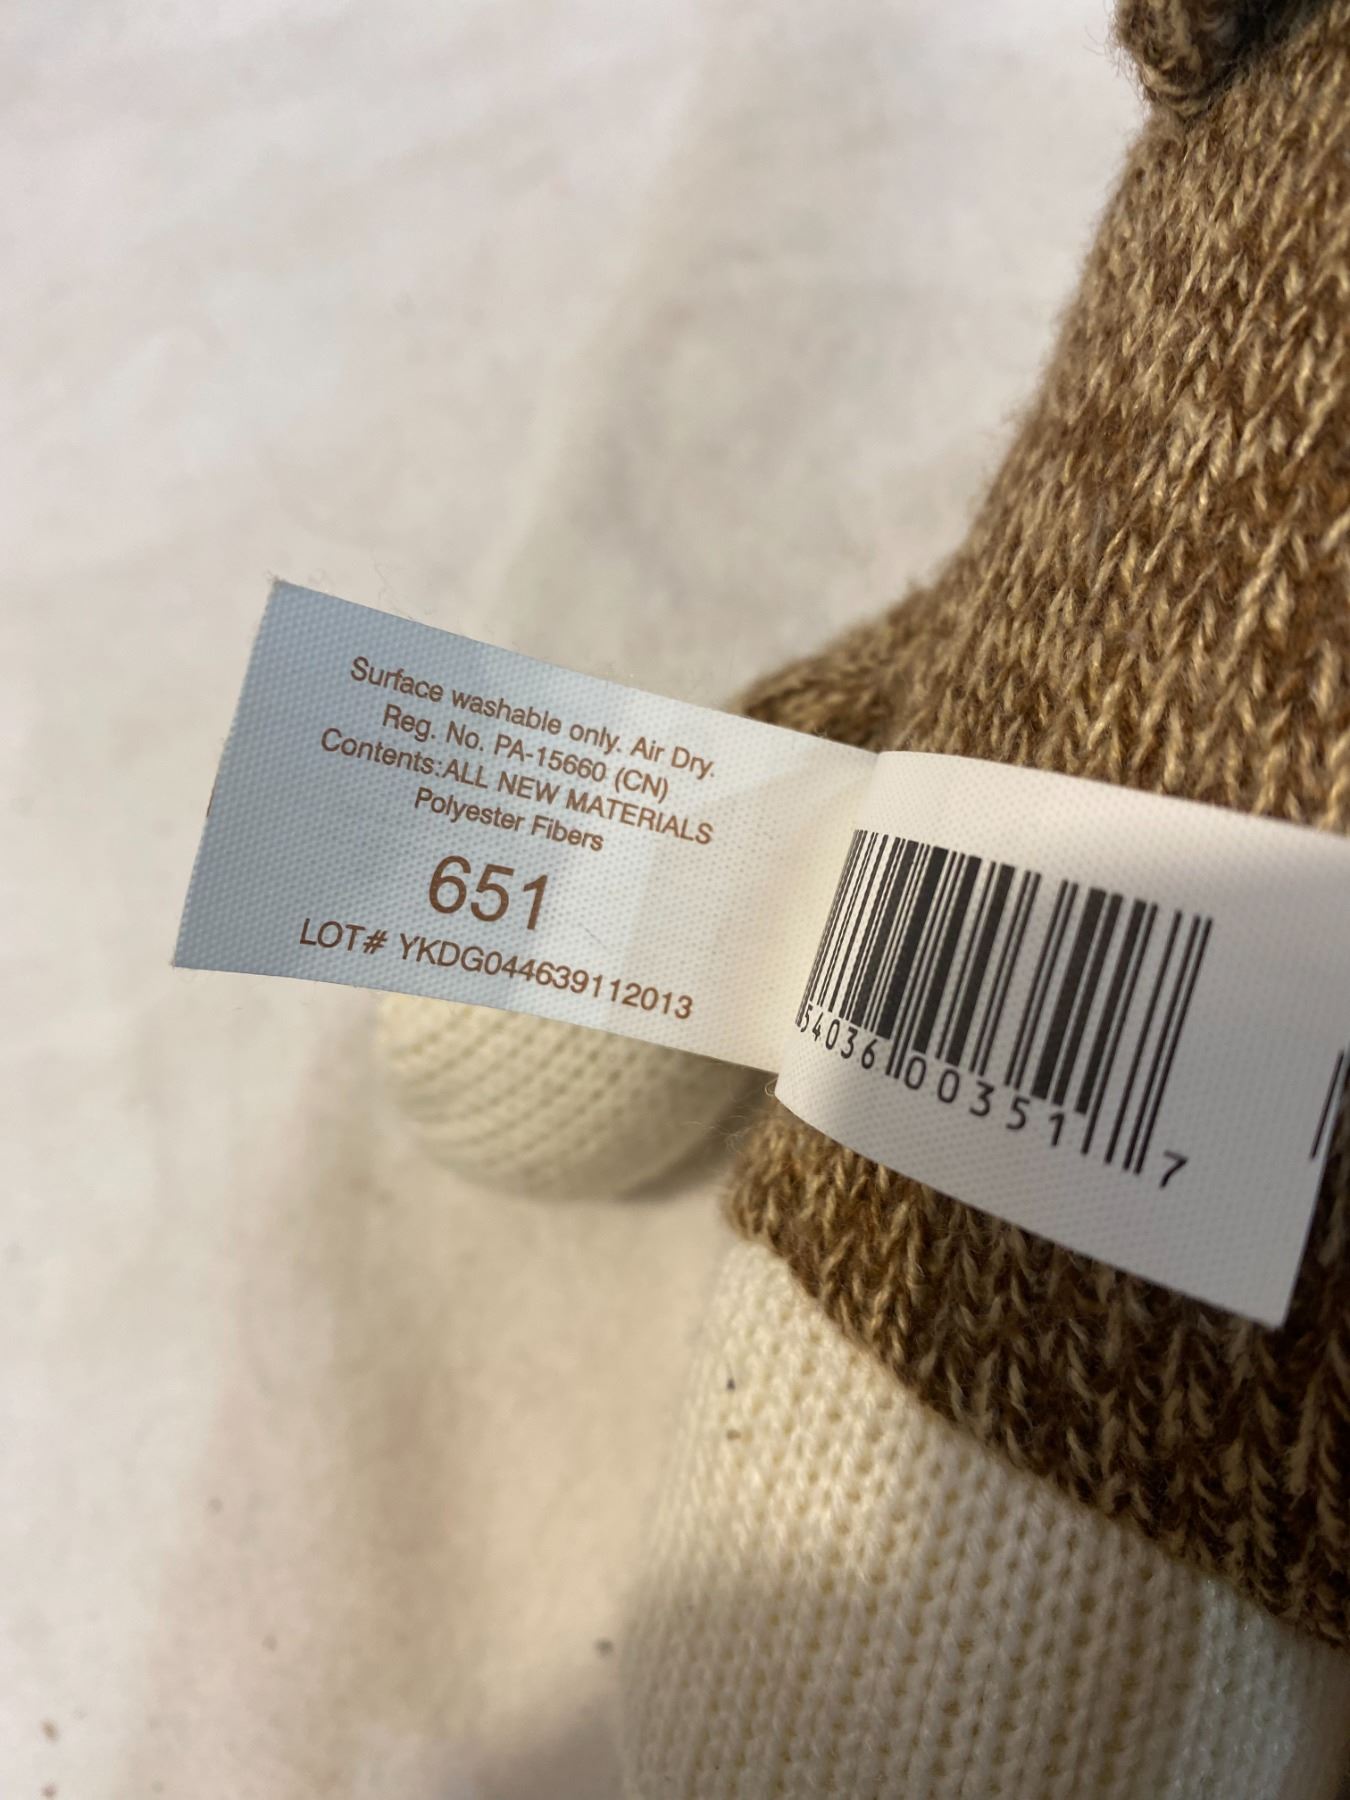 Surface washable only. Air Dry.
Reg. No. PA-15660 (CN)
Contents:ALL NEW MATERIALS
Polyester Fibers
651
LOT# YKDG044639112013
54036 00351 7